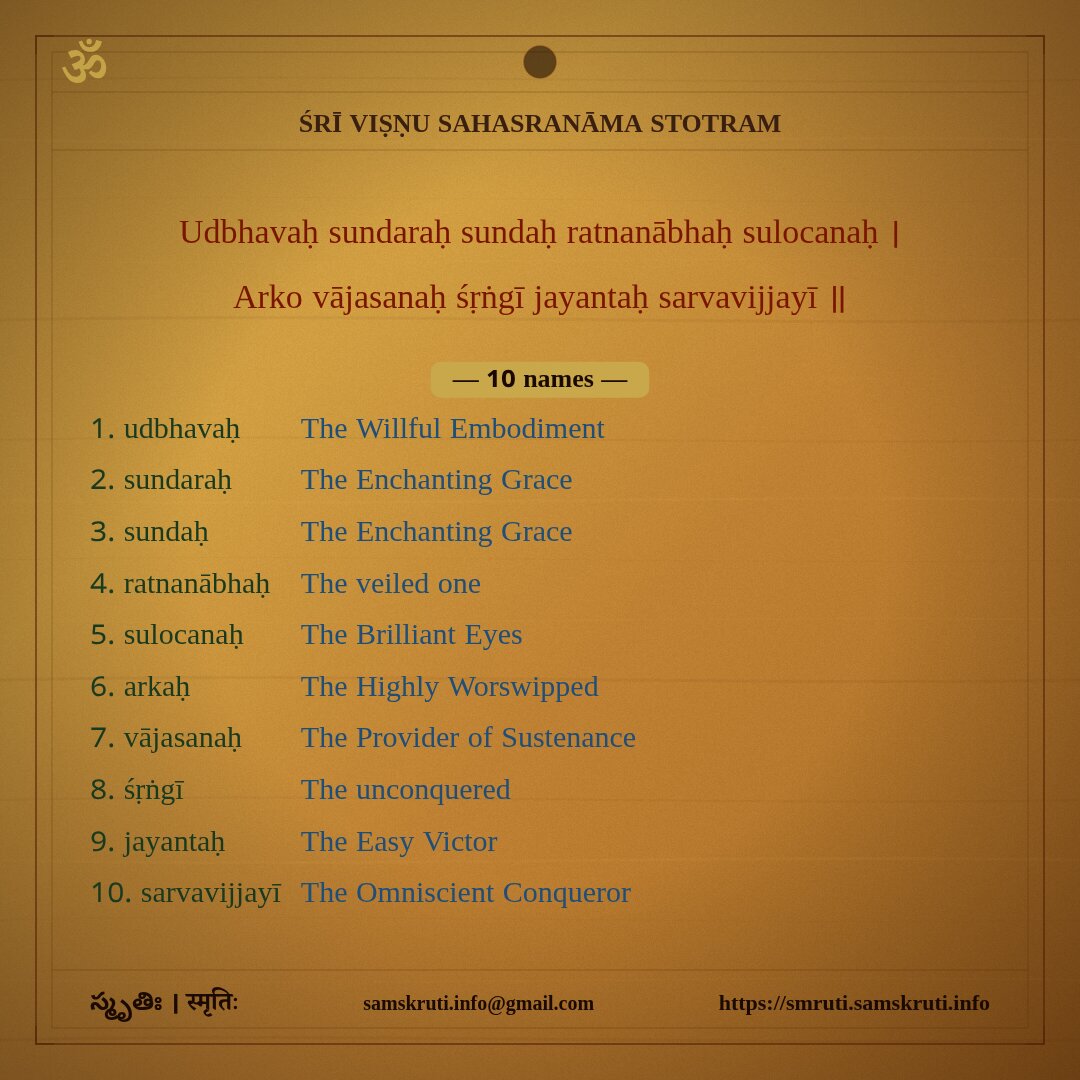 ॐ
ŚRĪ VIṢṆU SAHASRANĀMA STOTRAM
Udbhavaḥ sundaraḥ sundaḥ ratnanābhaḥ sulocanaḥ |
Arko vājasanaḥ śṛṅgī jayantaḥ sarvavijjayī ||
— 10 names —
1. udbhavaḥ The Willful Embodiment
2. sundaraḥ The Enchanting Grace
3. sundaḥ The Enchanting Grace
4. ratnanābhaḥ The veiled one
5. sulocanaḥ The Brilliant Eyes
6. arkaḥ The Highly Worswipped
7. vājasanaḥ The Provider of Sustenance
8. śṛṅgī The unconquered
9. jayantaḥ The Easy Victor
10. sarvavijjayī The Omniscient Conqueror
స్మృతిః | स्मृतिः samskruti.info@gmail.com https://smruti.samskruti.info